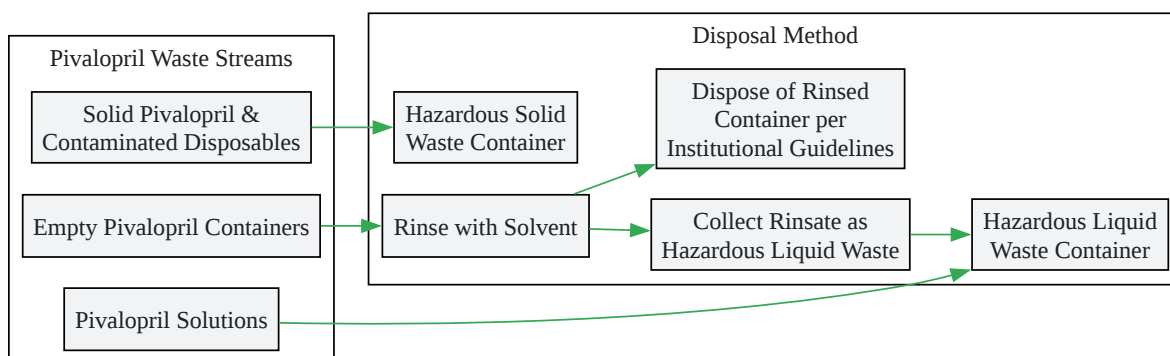 Pivalopril Waste Streams
Solid Pivalopril &
Contaminated Disposables
Empty Pivalopril Containers
Pivalopril Solutions
Disposal Method
Hazardous Solid
Waste Container
Rinse with Solvent
Dispose of Rinsed
Container per
Institutional Guidelines
Collect Rinsate as
Hazardous Liquid Waste
Hazardous Liquid
Waste Container